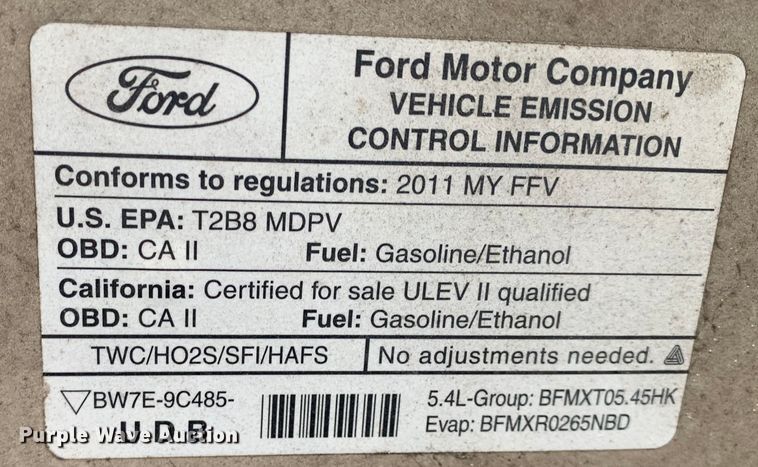 Ford
Ford Motor Company
VEHICLE EMISSION
CONTROL INFORMATION
Conforms to regulations: 2011 MY FFV
U.S. EPA: T2B8 MDPV
OBD: CA II Fuel: Gasoline/Ethanol
California: Certified for sale ULEV II qualified
OBD: CA II Fuel: Gasoline/Ethanol
TWC/HO2S/SFI/HAFS No adjustments needed.
BW7E-9C485- 5.4L-Group: BFMXT05.45HK
UDB Evap: BFMXR0265NBD
Purple Wave Auction